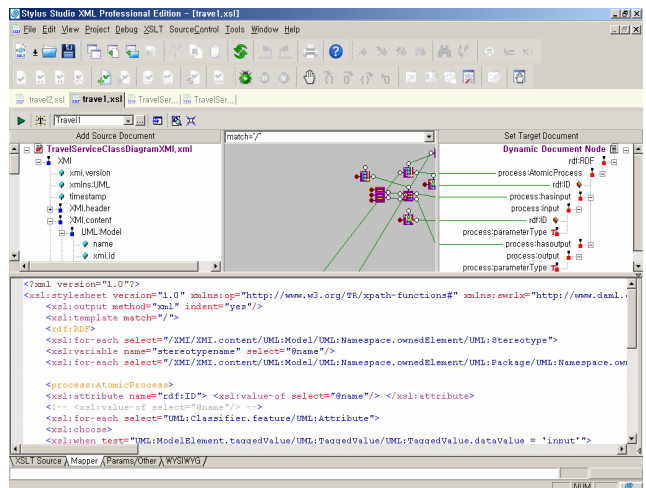 Stylus Studio XML Professional Edition - [travel.xsl]
File Edit View Project Debug XSLT SourceControl Tools Window Help
travel2.xsl travel.xsl TravelSer... TravelSer...
Travel1
Add Source Document match="/" Set Target Document
TravelServiceClassDiagramXMI.xml Dynamic Document Node
XMI rdf:RDF
xmi.version process:AtomicProcess
xmlns:UML rdf:ID
timestamp process:hasinput
XMI.header process:input
XMI.content rdf:ID
UML:Model process:parameterType
name process:hasoutput
xmi.id process:output
process:parameterType
<?xml version="1.0"?>
<xsl:stylesheet version="1.0" xmlns:op="http://www.w3.org/TR/xpath-functions#" xmlns:swrlx="http://www.daml.o
<xsl:output method="xml" indent="yes"/>
<xsl:template match="/">
<rdf:RDF>
<xsl:for-each select="/XMI/XMI.content/UML:Model/UML:Namespace.ownedElement/UML:Stereotype">
<xsl:variable name="stereotypename" select="@name"/>
<xsl:for-each select="/XMI/XMI.content/UML:Model/UML:Namespace.ownedElement/UML:Package/UML:Namespace.own
<process:AtomicProcess>
<xsl:attribute name="rdf:ID"> <xsl:value-of select="@name"/> </xsl:attribute>
<!-- <xsl:value-of select="@name"/> -->
<xsl:for-each select="UML:Classifier.feature/UML:Attribute">
<xsl:choose>
<xsl:when test="UML:ModelElement.taggedValue/UML:TaggedValue/UML:TaggedValue.dataValue = 'input'">
XSLT Source Mapper Params/Other WYSIWYG
NUM